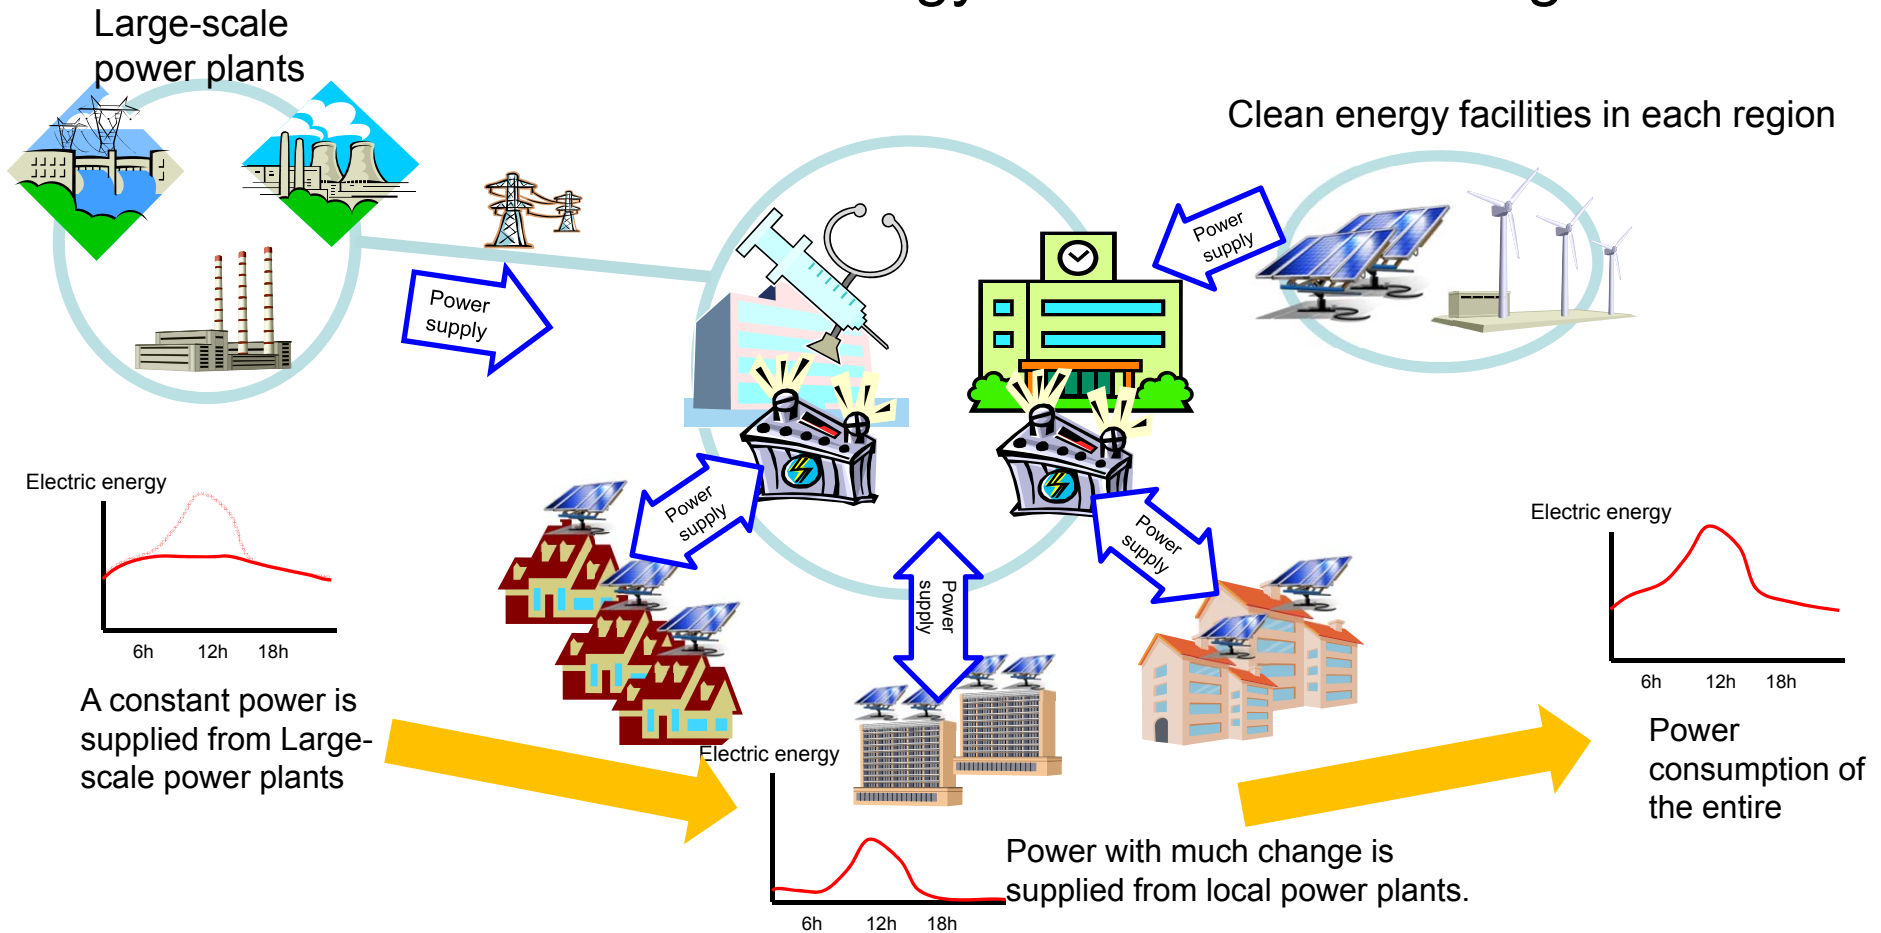 Large-scale
power plants
Clean energy facilities in each region
Power
supply
Power
supply
Power
supply
Power
supply
Power
supply
Electric energy
6h 12h 18h
A constant power is
supplied from Large-
scale power plants
Electric energy
6h 12h 18h
Power with much change is
supplied from local power plants.
Electric energy
6h 12h 18h
Power
consumption of
the entire